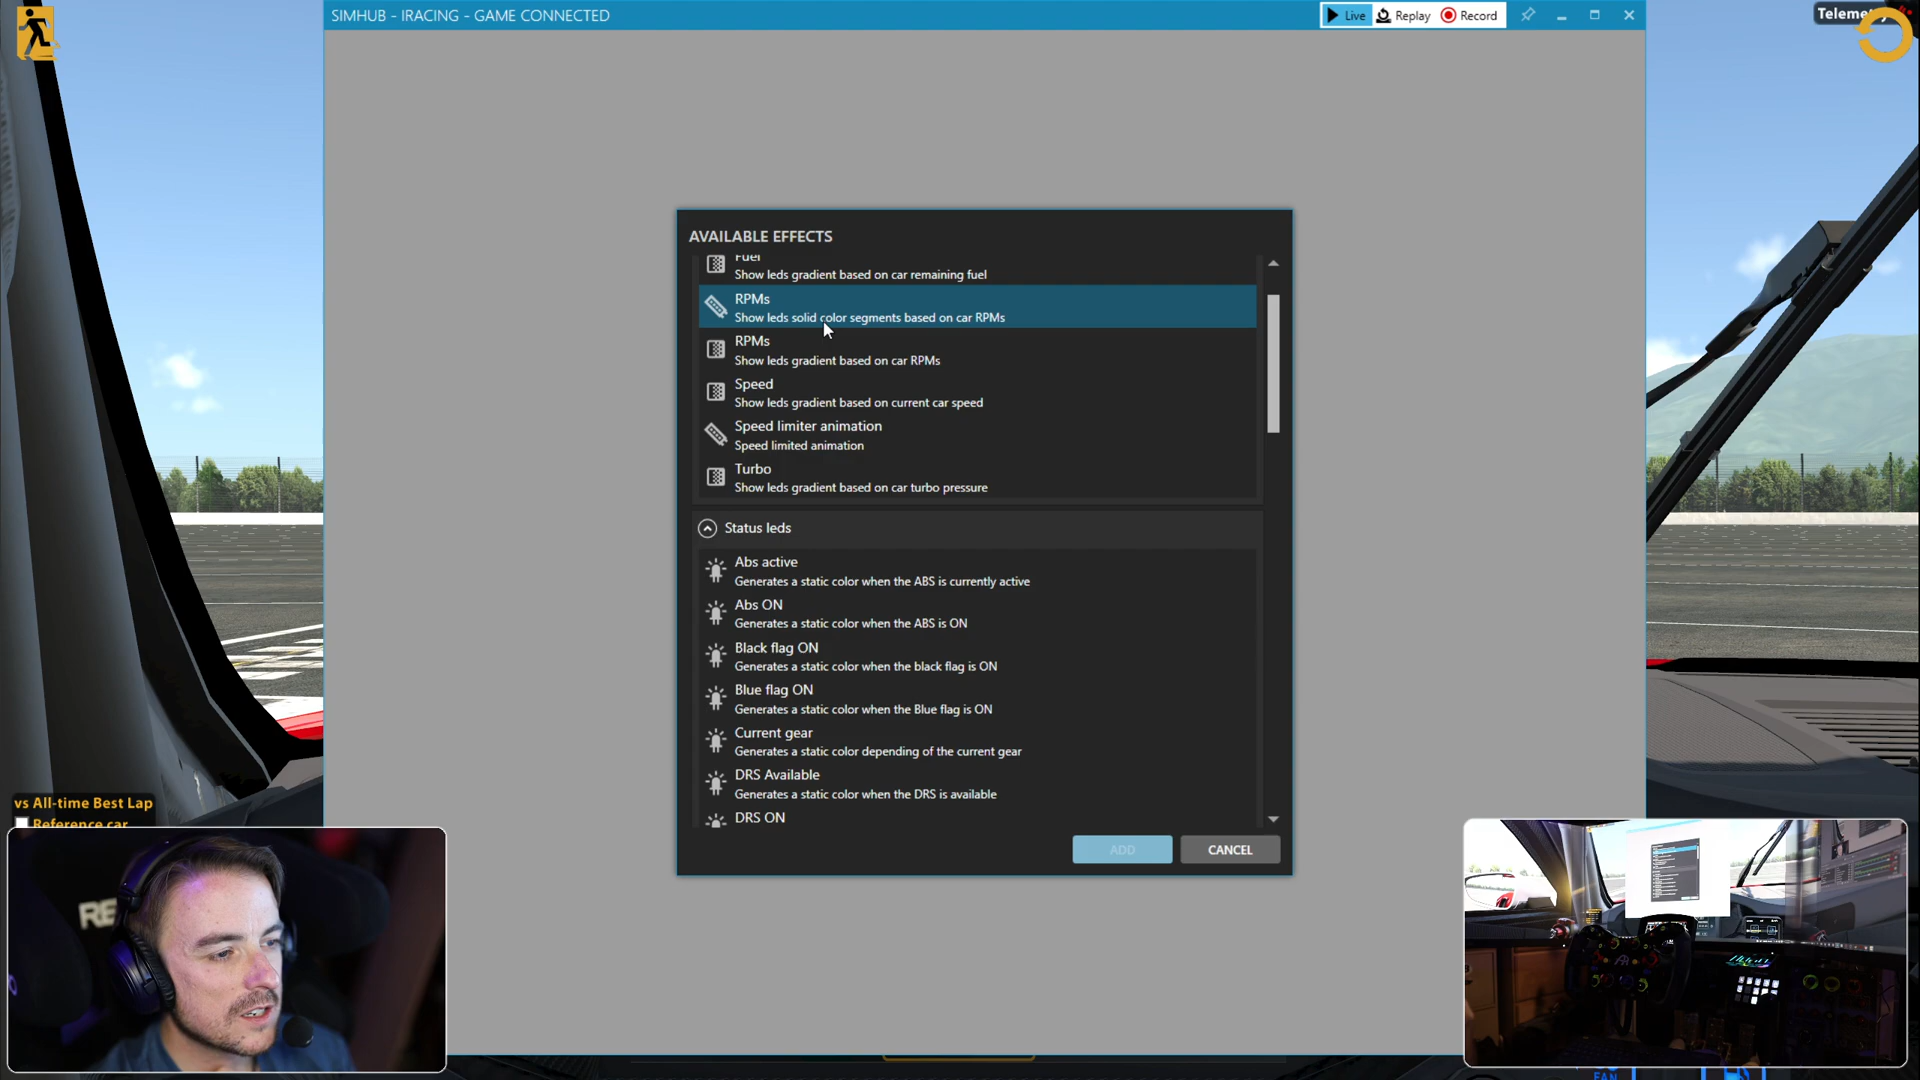 SIMHUB - IRACING - GAME CONNECTED
Live
Replay
Record
Telemetry
AVAILABLE EFFECTS
Fuel
Show leds gradient based on car remaining fuel
RPMs
Show leds solid color segments based on car RPMs
RPMs
Show leds gradient based on car RPMs
Speed
Show leds gradient based on current car speed
Speed limiter animation
Speed limited animation
Turbo
Show leds gradient based on car turbo pressure
Status leds
Abs active
Generates a static color when the ABS is currently active
Abs ON
Generates a static color when the ABS is ON
Black flag ON
Generates a static color when the black flag is ON
Blue flag ON
Generates a static color when the Blue flag is ON
Current gear
Generates a static color depending of the current gear
DRS Available
Generates a static color when the DRS is available
DRS ON
ADD
CANCEL
vs All-time Best Lap
Reference car
RE
FAN